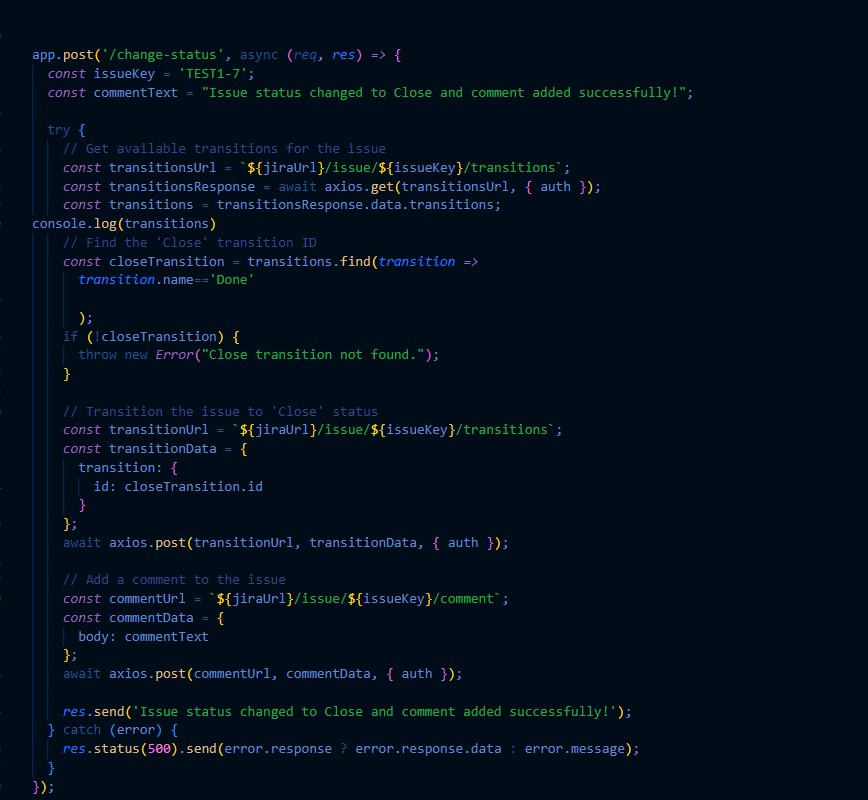 app.post('/change-status', async (req, res) => {
const issueKey = 'TEST1-7';
const commentText = "Issue status changed to Close and comment added successfully!";
try {
// Get available transitions for the issue
const transitionsUrl = `${jiraUrl}/issue/${issueKey}/transitions`;
const transitionsResponse = await axios.get(transitionsUrl, { auth });
const transitions = transitionsResponse.data.transitions;
console.log(transitions)
// Find the 'Close' transition ID
const closeTransition = transitions.find(transition =>
transition.name=='Done'
);
if (!closeTransition) {
throw new Error("Close transition not found.");
}
// Transition the issue to 'Close' status
const transitionUrl = `${jiraUrl}/issue/${issueKey}/transitions`;
const transitionData = {
transition: {
id: closeTransition.id
}
};
await axios.post(transitionUrl, transitionData, { auth });
// Add a comment to the issue
const commentUrl = `${jiraUrl}/issue/${issueKey}/comment`;
const commentData = {
body: commentText
};
await axios.post(commentUrl, commentData, { auth });
res.send('Issue status changed to Close and comment added successfully!');
} catch (error) {
res.status(500).send(error.response ? error.response.data : error.message);
}
});